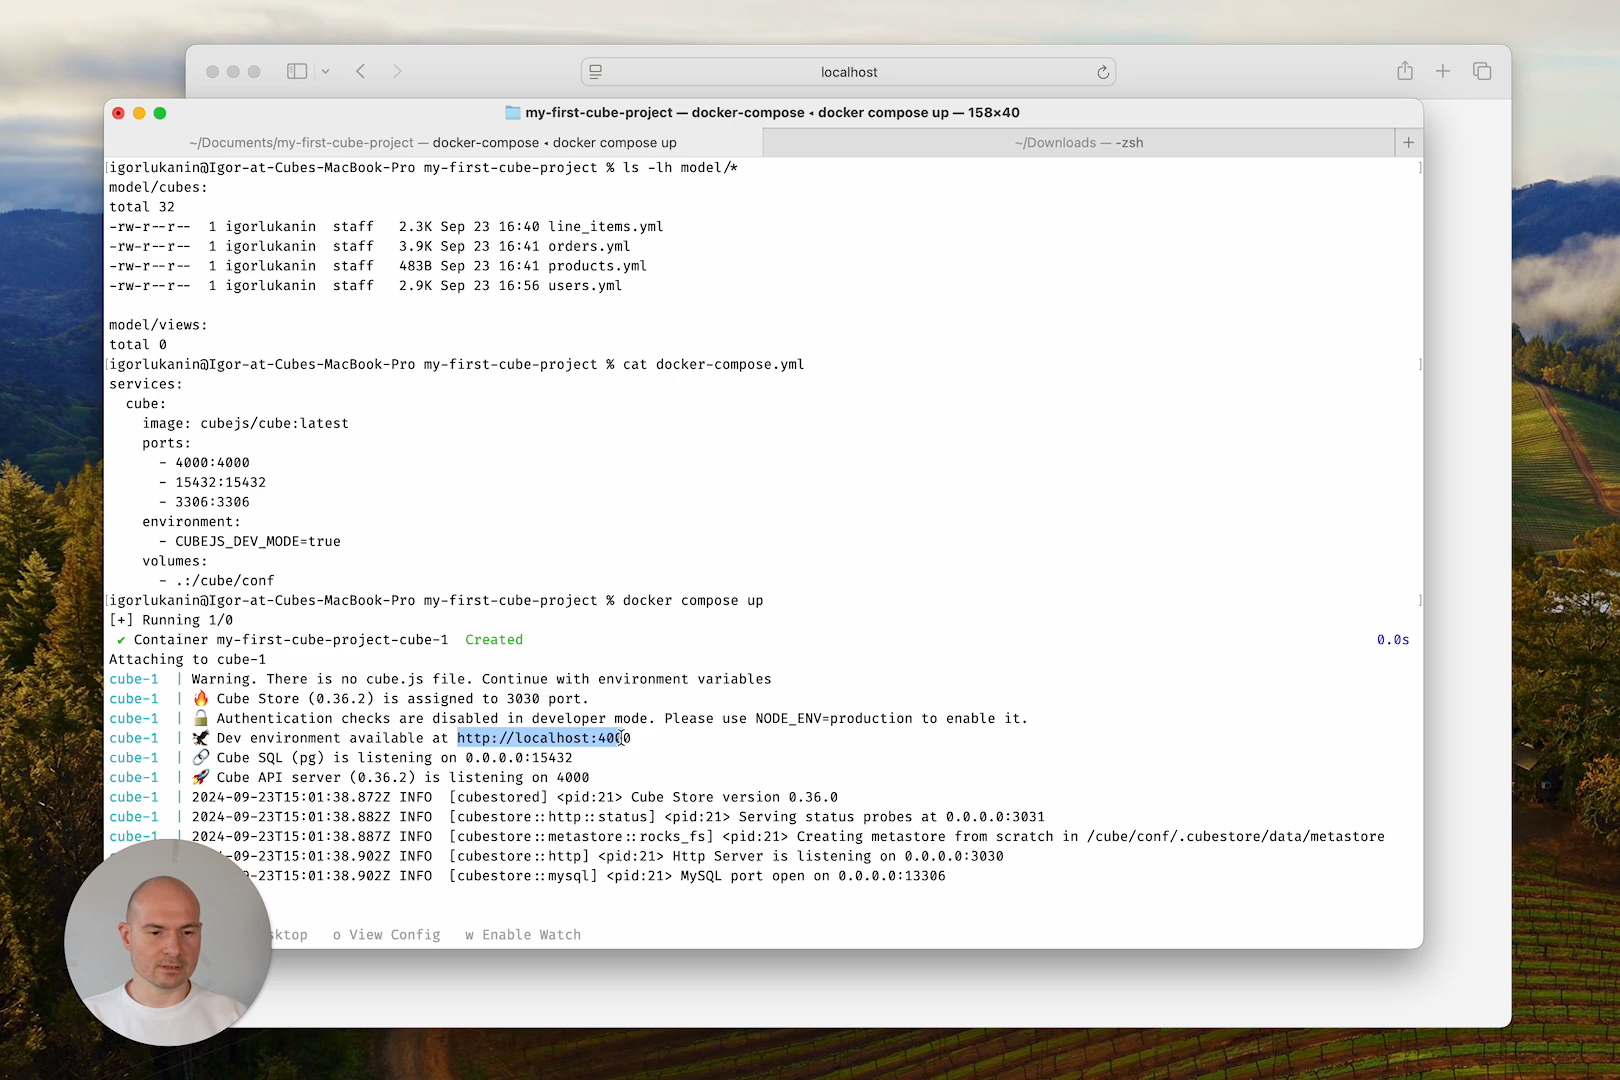 localhost
my-first-cube-project — docker-compose ◂ docker compose up — 158×40
~/Documents/my-first-cube-project — docker-compose ◂ docker compose up
~/Downloads — -zsh
[igorlukanin@Igor-at-Cubes-MacBook-Pro my-first-cube-project % ls -lh model/* ]
model/cubes:
total 32
-rw-r--r-- 1 igorlukanin staff 2.3K Sep 23 16:40 line_items.yml
-rw-r--r-- 1 igorlukanin staff 3.9K Sep 23 16:41 orders.yml
-rw-r--r-- 1 igorlukanin staff 483B Sep 23 16:41 products.yml
-rw-r--r-- 1 igorlukanin staff 2.9K Sep 23 16:56 users.yml
model/views:
total 0
[igorlukanin@Igor-at-Cubes-MacBook-Pro my-first-cube-project % cat docker-compose.yml ]
services:
cube:
image: cubejs/cube:latest
ports:
- 4000:4000
- 15432:15432
- 3306:3306
environment:
- CUBEJS_DEV_MODE=true
volumes:
- .:/cube/conf
[igorlukanin@Igor-at-Cubes-MacBook-Pro my-first-cube-project % docker compose up ]
[+] Running 1/0
✔ Container my-first-cube-project-cube-1 Created 0.0s
Attaching to cube-1
cube-1 | Warning. There is no cube.js file. Continue with environment variables
cube-1 | 🔥 Cube Store (0.36.2) is assigned to 3030 port.
cube-1 | 🔓 Authentication checks are disabled in developer mode. Please use NODE_ENV=production to enable it.
cube-1 | 🦅 Dev environment available at http://localhost:4000
cube-1 | 🔗 Cube SQL (pg) is listening on 0.0.0.0:15432
cube-1 | 🚀 Cube API server (0.36.2) is listening on 4000
cube-1 | 2024-09-23T15:01:38.872Z INFO [cubestored] <pid:21> Cube Store version 0.36.0
cube-1 | 2024-09-23T15:01:38.882Z INFO [cubestore::http::status] <pid:21> Serving status probes at 0.0.0.0:3031
cube-1 | 2024-09-23T15:01:38.887Z INFO [cubestore::metastore::rocks_fs] <pid:21> Creating metastore from scratch in /cube/conf/.cubestore/data/metastore
-23T15:01:38.902Z INFO [cubestore::http] <pid:21> Http Server is listening on 0.0.0.0:3030
-23T15:01:38.902Z INFO [cubestore::mysql] <pid:21> MySQL port open on 0.0.0.0:13306
o View Config w Enable Watch